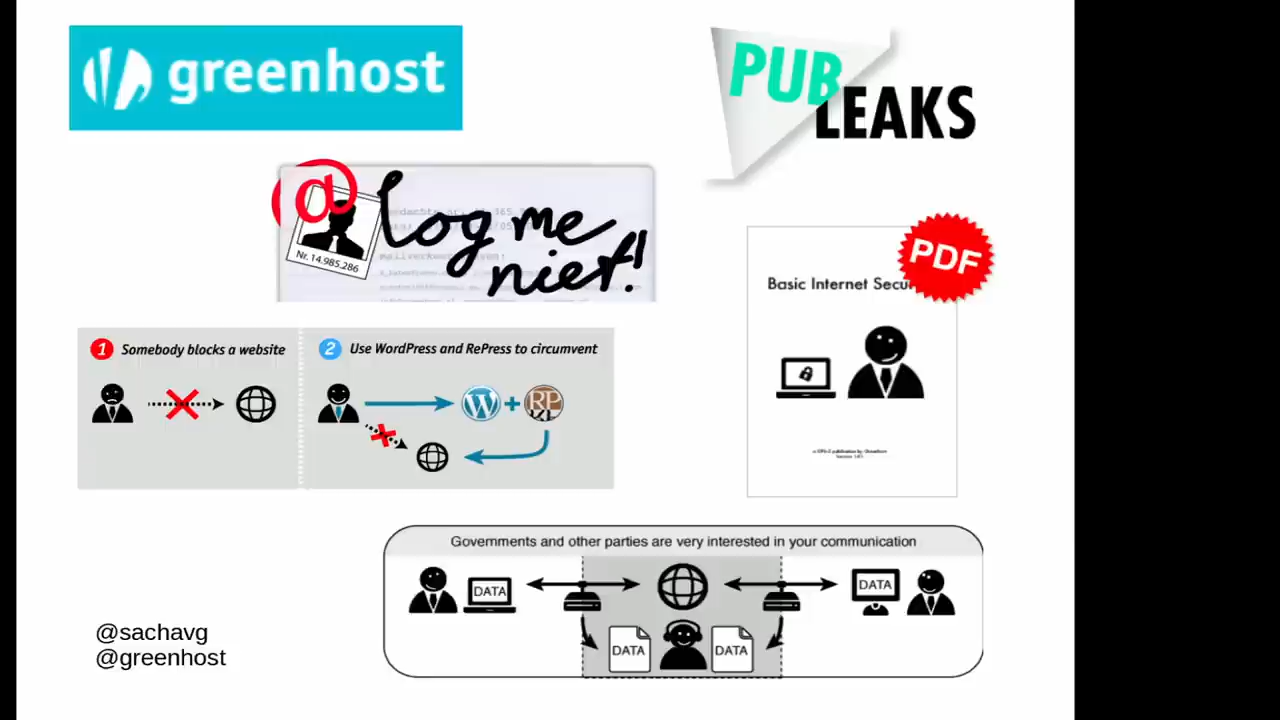 greenhost
PUB
LEAKS
@
log me
niet!
Nr. 14.985.286
PDF
Basic Internet Secu
1 Somebody blocks a website
2 Use WordPress and RePress to circumvent
W + RP
Governments and other parties are very interested in your communication
DATA
DATA
DATA
DATA
@sachavg
@greenhost